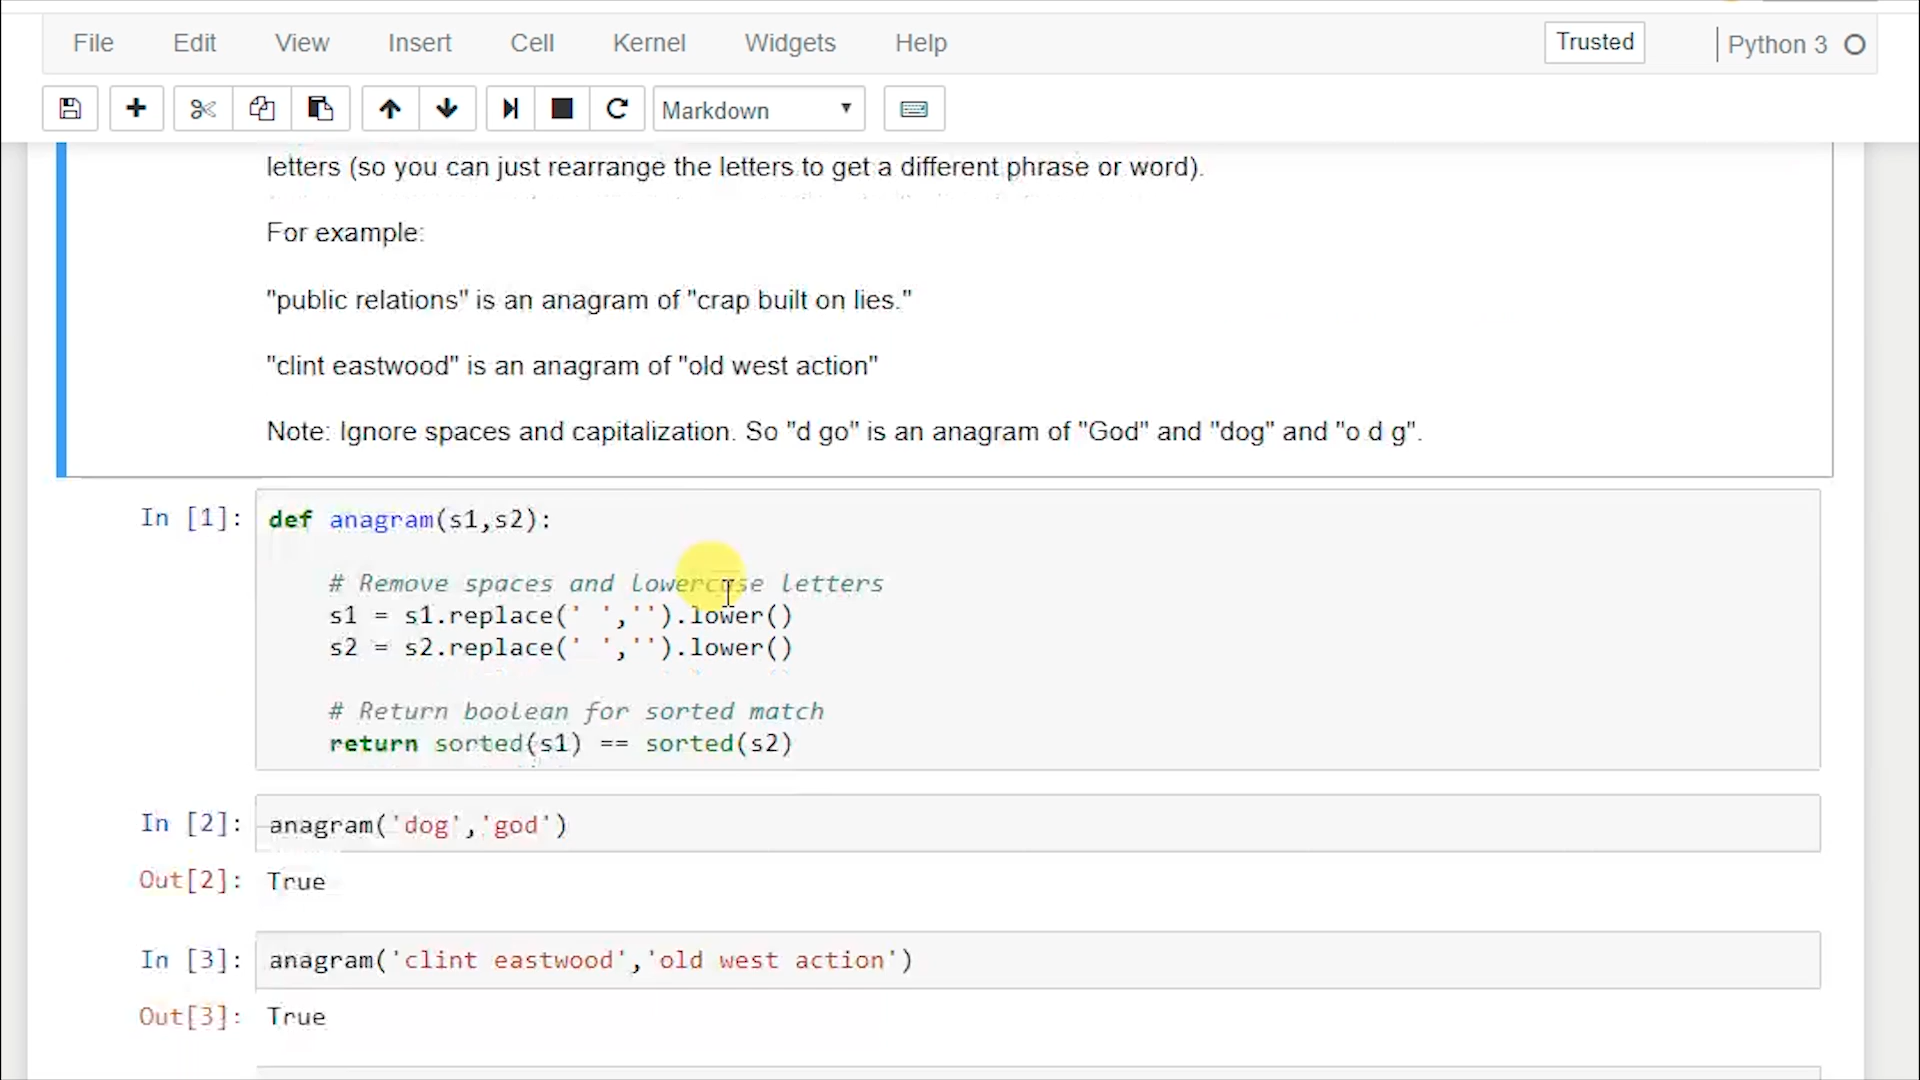 File Edit View Insert Cell Kernel Widgets Help Trusted Python 3
Markdown
letters (so you can just rearrange the letters to get a different phrase or word).
For example:
"public relations" is an anagram of "crap built on lies."
"clint eastwood" is an anagram of "old west action"
Note: Ignore spaces and capitalization. So "d go" is an anagram of "God" and "dog" and "o d g".
In [1]: def anagram(s1,s2):
# Remove spaces and lowercase letters
s1 = s1.replace(' ','').lower()
s2 = s2.replace(' ','').lower()
# Return boolean for sorted match
return sorted(s1) == sorted(s2)
In [2]: anagram('dog','god')
Out[2]: True
In [3]: anagram('clint eastwood','old west action')
Out[3]: True